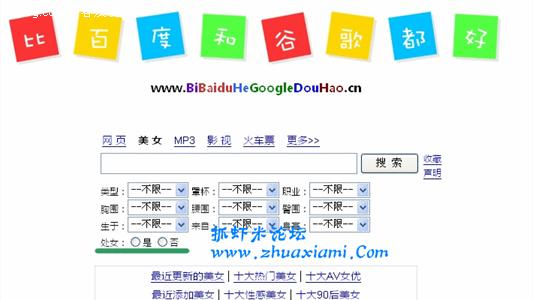 比 百 度 和 谷 歌 都 好
www.BiBaiduHeGoogleDouHao.cn
网 页 美 女 MP3 影 视 火车票 更多>>
搜 索 收藏
声明
类型： --不限-- 罩杯： --不限-- 职业： --不限--
胸围： --不限-- 腰围： --不限-- 臀围： --不限--
生于： --不限-- 来自： --不限-- 身高： --不限--
处女： 是 否
抓虾米论坛
www.zhuaxiami.com
最近更新的美女 | 十大热门美女 | 十大AV女优
最近添加美女 | 十大性感美女 | 十大90后美女